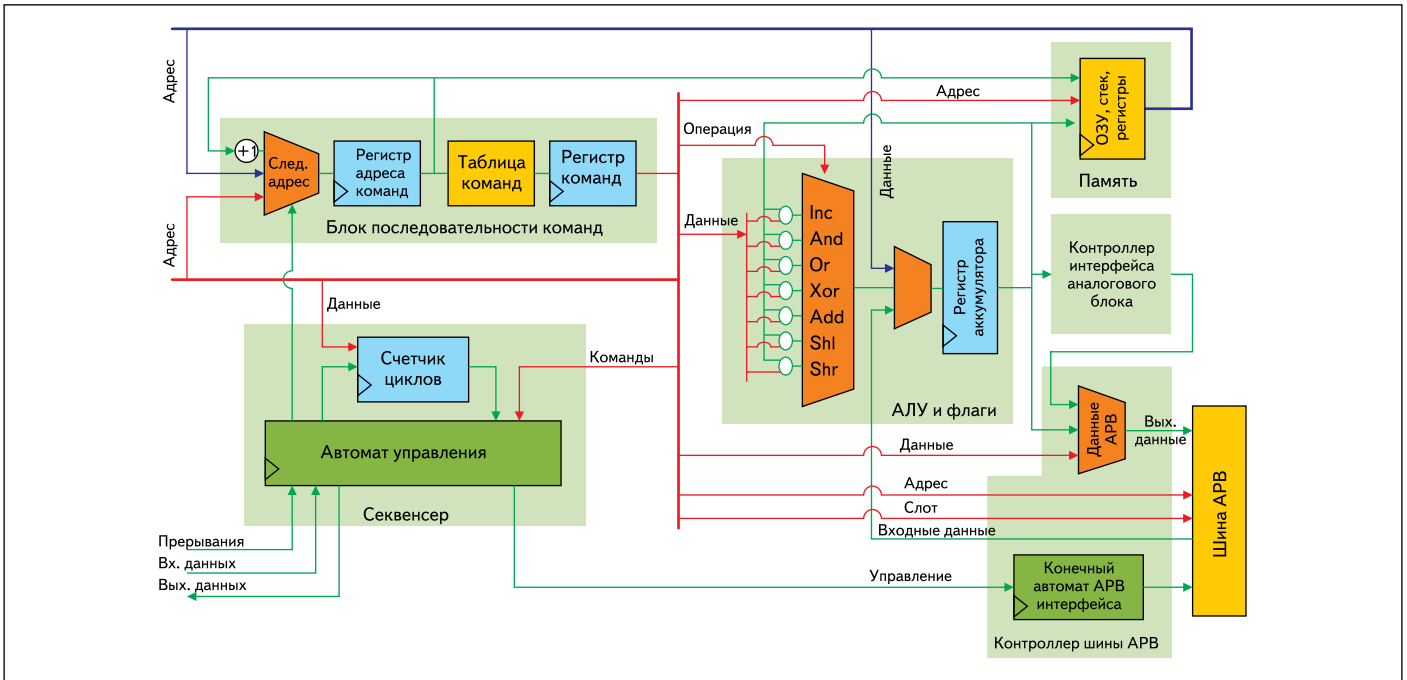 Адрес
+1
След.
адрес
Регистр
адреса
команд
Таблица
команд
Регистр
команд
Блок последовательности команд
Адрес
Данные
Счетчик
циклов
Автомат управления
Секвенсер
Прерывания
Вх. данных
Вых. данных
Команды
Операция
Данные
Адрес
Данные
Inc
And
Or
Xor
Add
Shl
Shr
Регистр
аккумулятора
АЛУ и флаги
ОЗУ, стек,
регистры
Память
Контроллер
интерфейса
аналогового
блока
Данные
АРВ
Вых.
данные
Данные
Адрес
Слот
Входные данные
Управление
Конечный
автомат АРВ
интерфейса
Контроллер шины АРВ
Шина АРВ